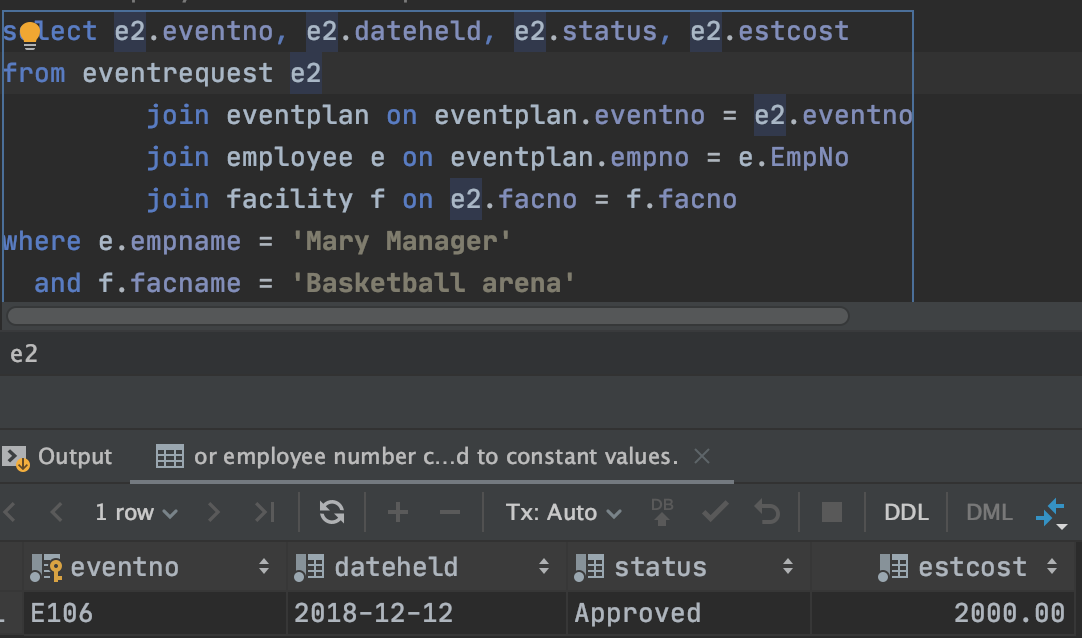 select e2.eventno, e2.dateheld, e2.status, e2.estcost
from eventrequest e2
join eventplan on eventplan.eventno = e2.eventno
join employee e on eventplan.empno = e.EmpNo
join facility f on e2.facno = f.facno
where e.empname = 'Mary Manager'
and f.facname = 'Basketball arena'
e2
Output or employee number c...d to constant values.
1 row Tx: Auto DB DDL DML
eventno dateheld status estcost
E106 2018-12-12 Approved 2000.00